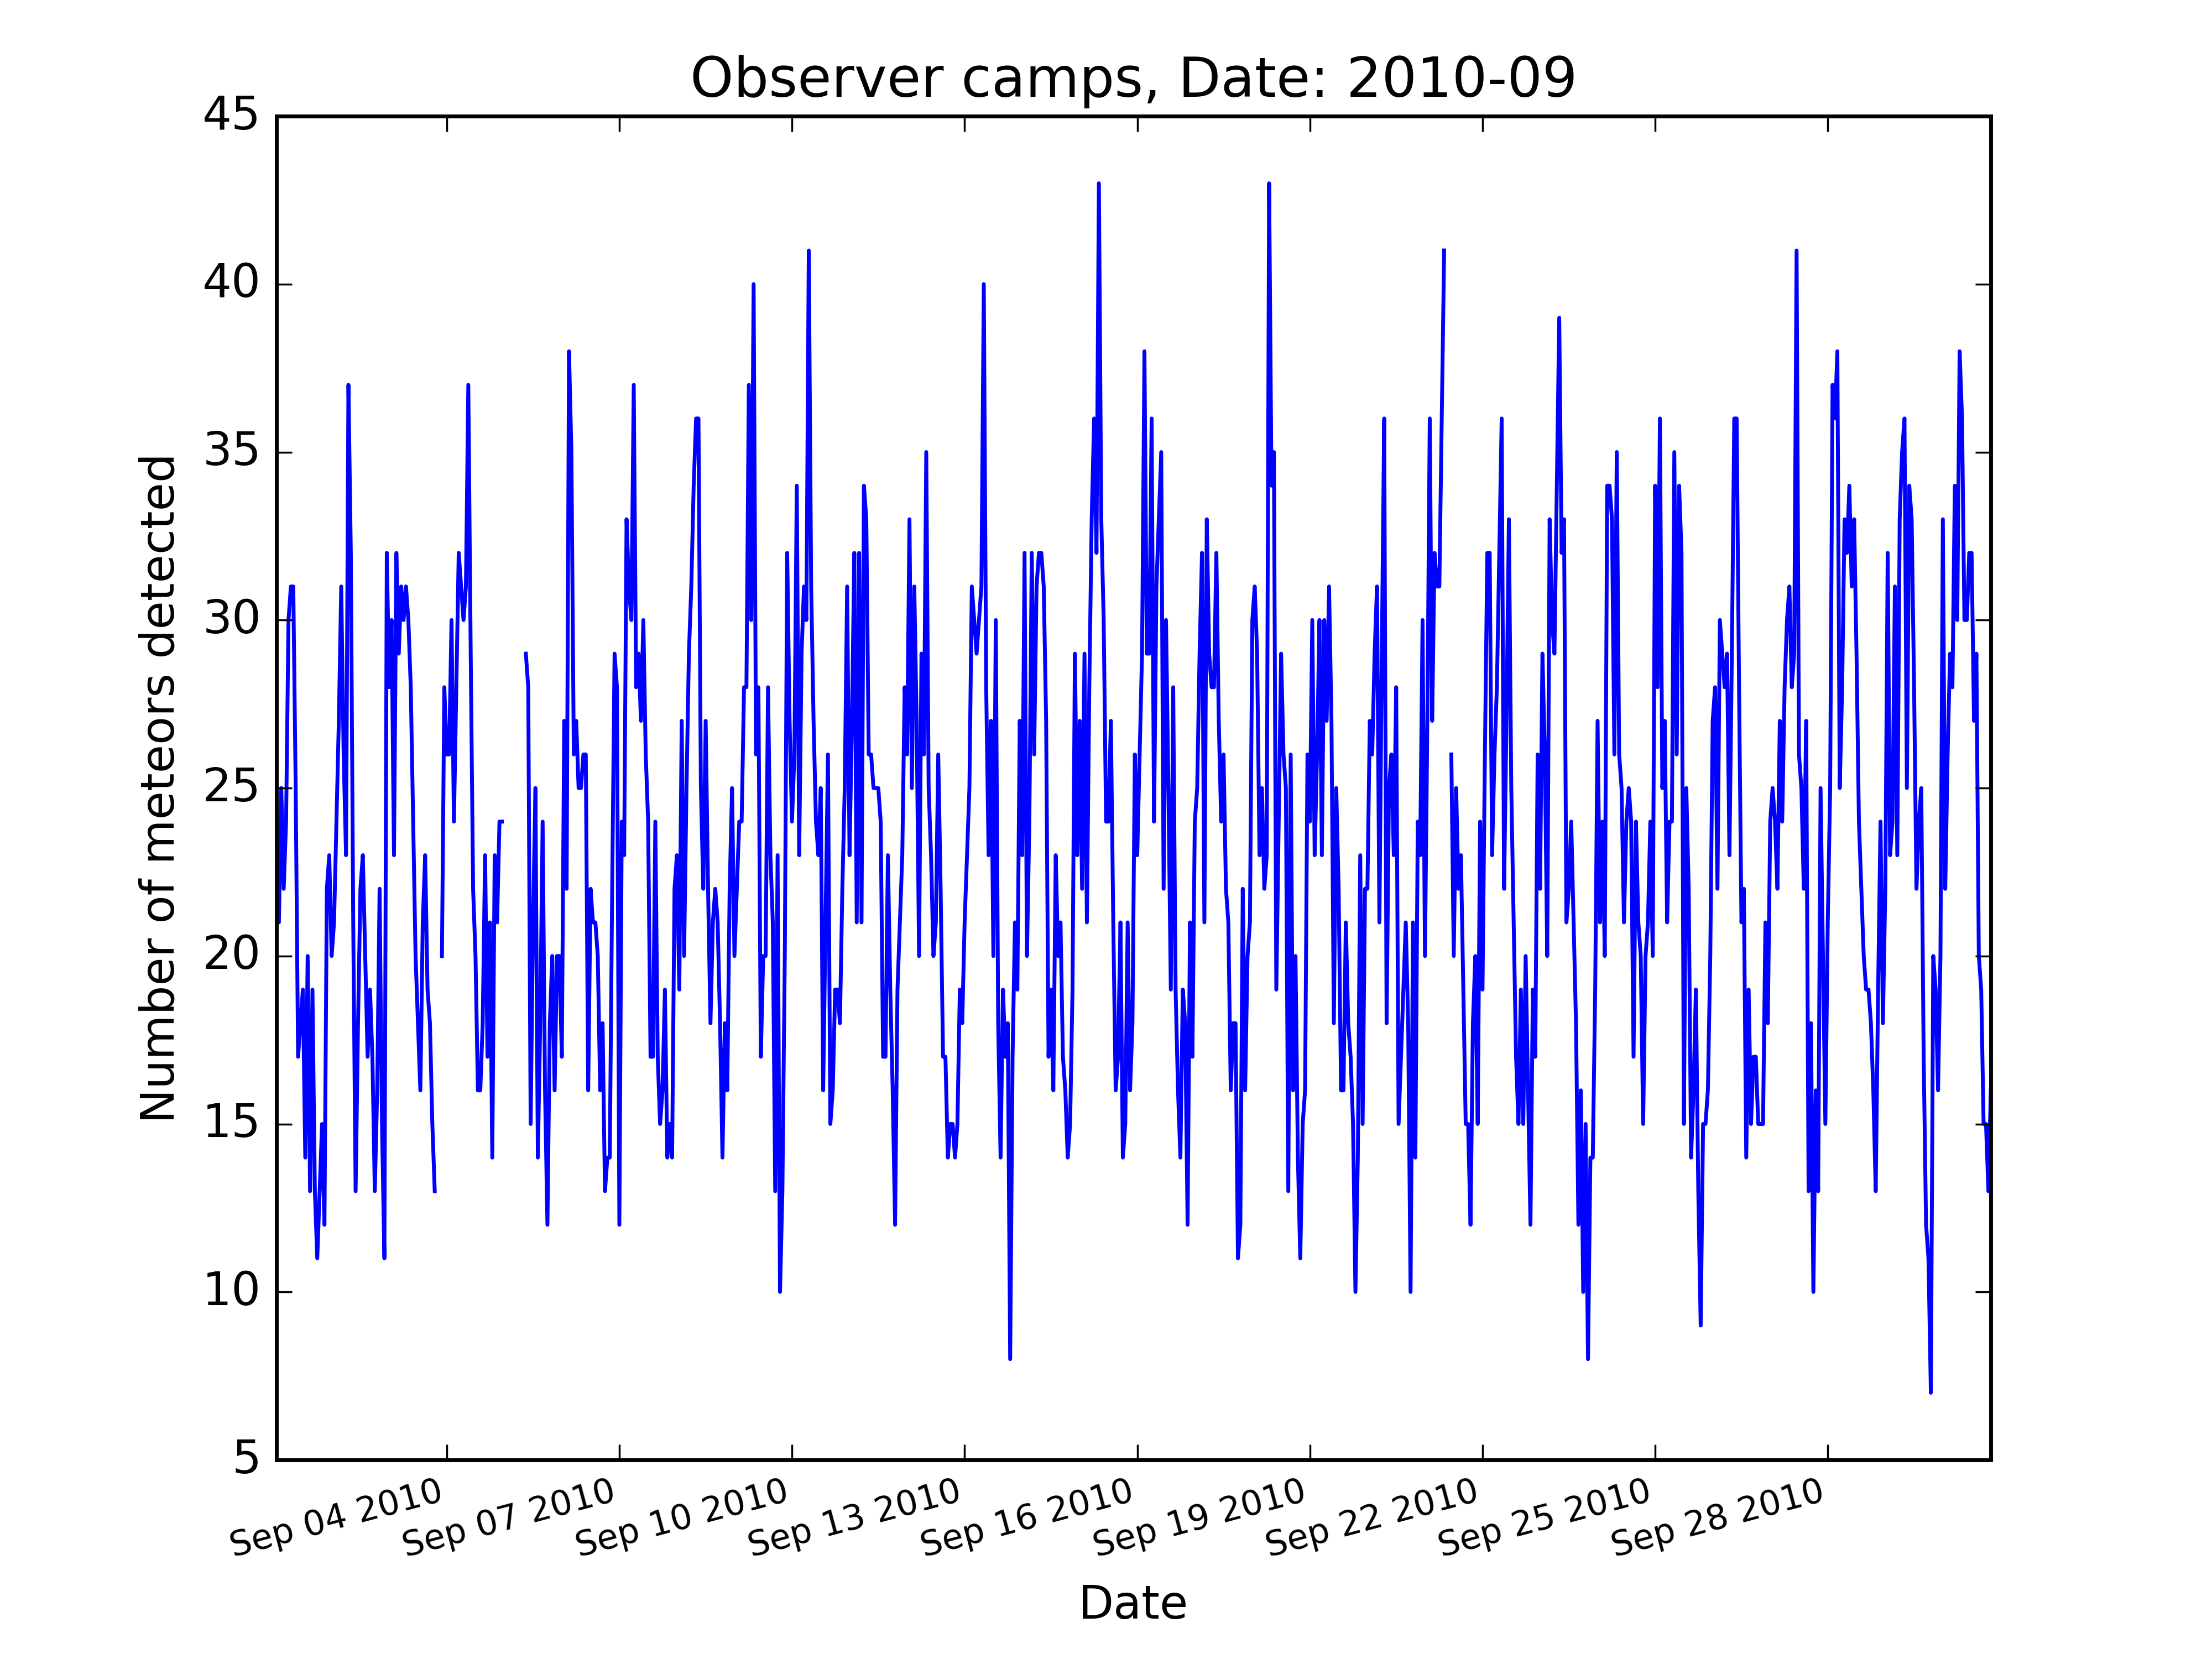 Observer camps, Date: 2010-09
45
40
35
30
25
20
15
10
5
Number of meteors detected
Sep 04 2010
Sep 07 2010
Sep 10 2010
Sep 13 2010
Sep 16 2010
Sep 19 2010
Sep 22 2010
Sep 25 2010
Sep 28 2010
Date